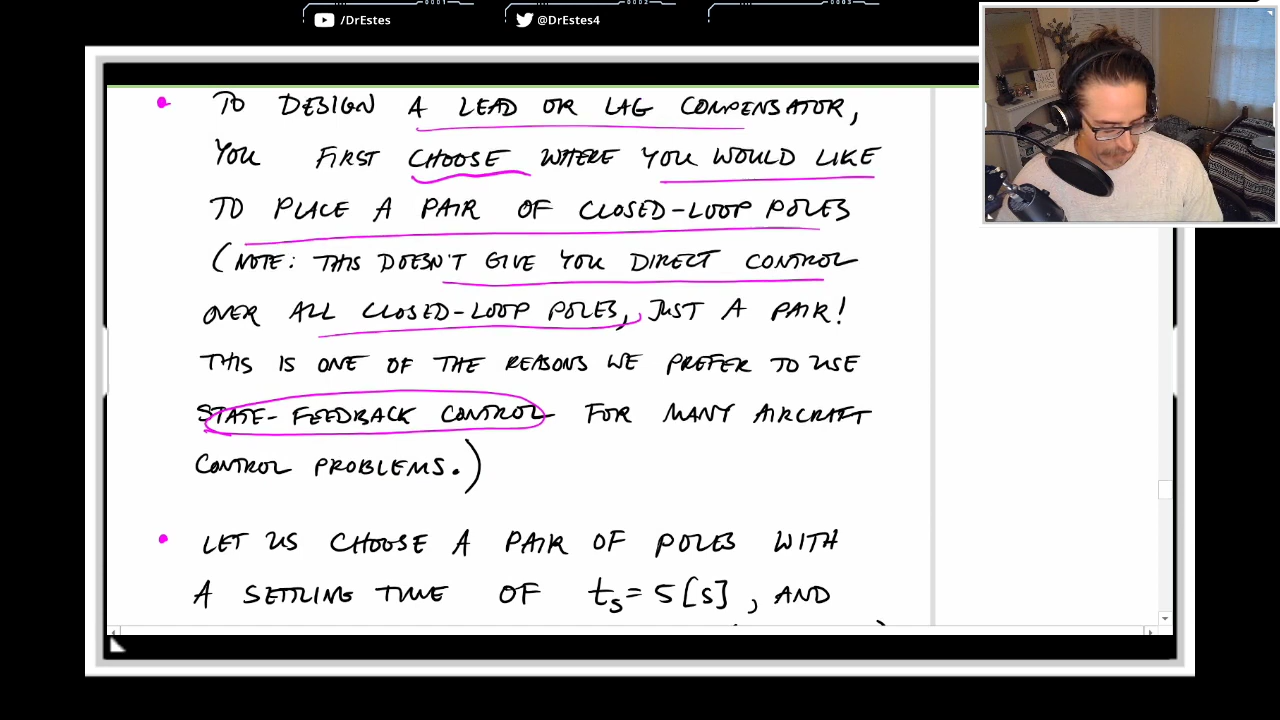 0001
0002
0003
/DrEstes
@DrEstes4
TO DESIGN A LEAD OR LAG COMPENSATOR,
YOU FIRST CHOOSE WHERE YOU WOULD LIKE
TO PLACE A PAIR OF CLOSED-LOOP POLES
(NOTE: THIS DOESN'T GIVE YOU DIRECT CONTROL
OVER ALL CLOSED-LOOP POLES, JUST A PAIR!
THIS IS ONE OF THE REASONS WE PREFER TO USE
STATE-FEEDBACK CONTROL FOR MANY AIRCRAFT
CONTROL PROBLEMS.)
LET US CHOOSE A PAIR OF POLES WITH
A SETTLING TIME OF ts = 5[s], AND